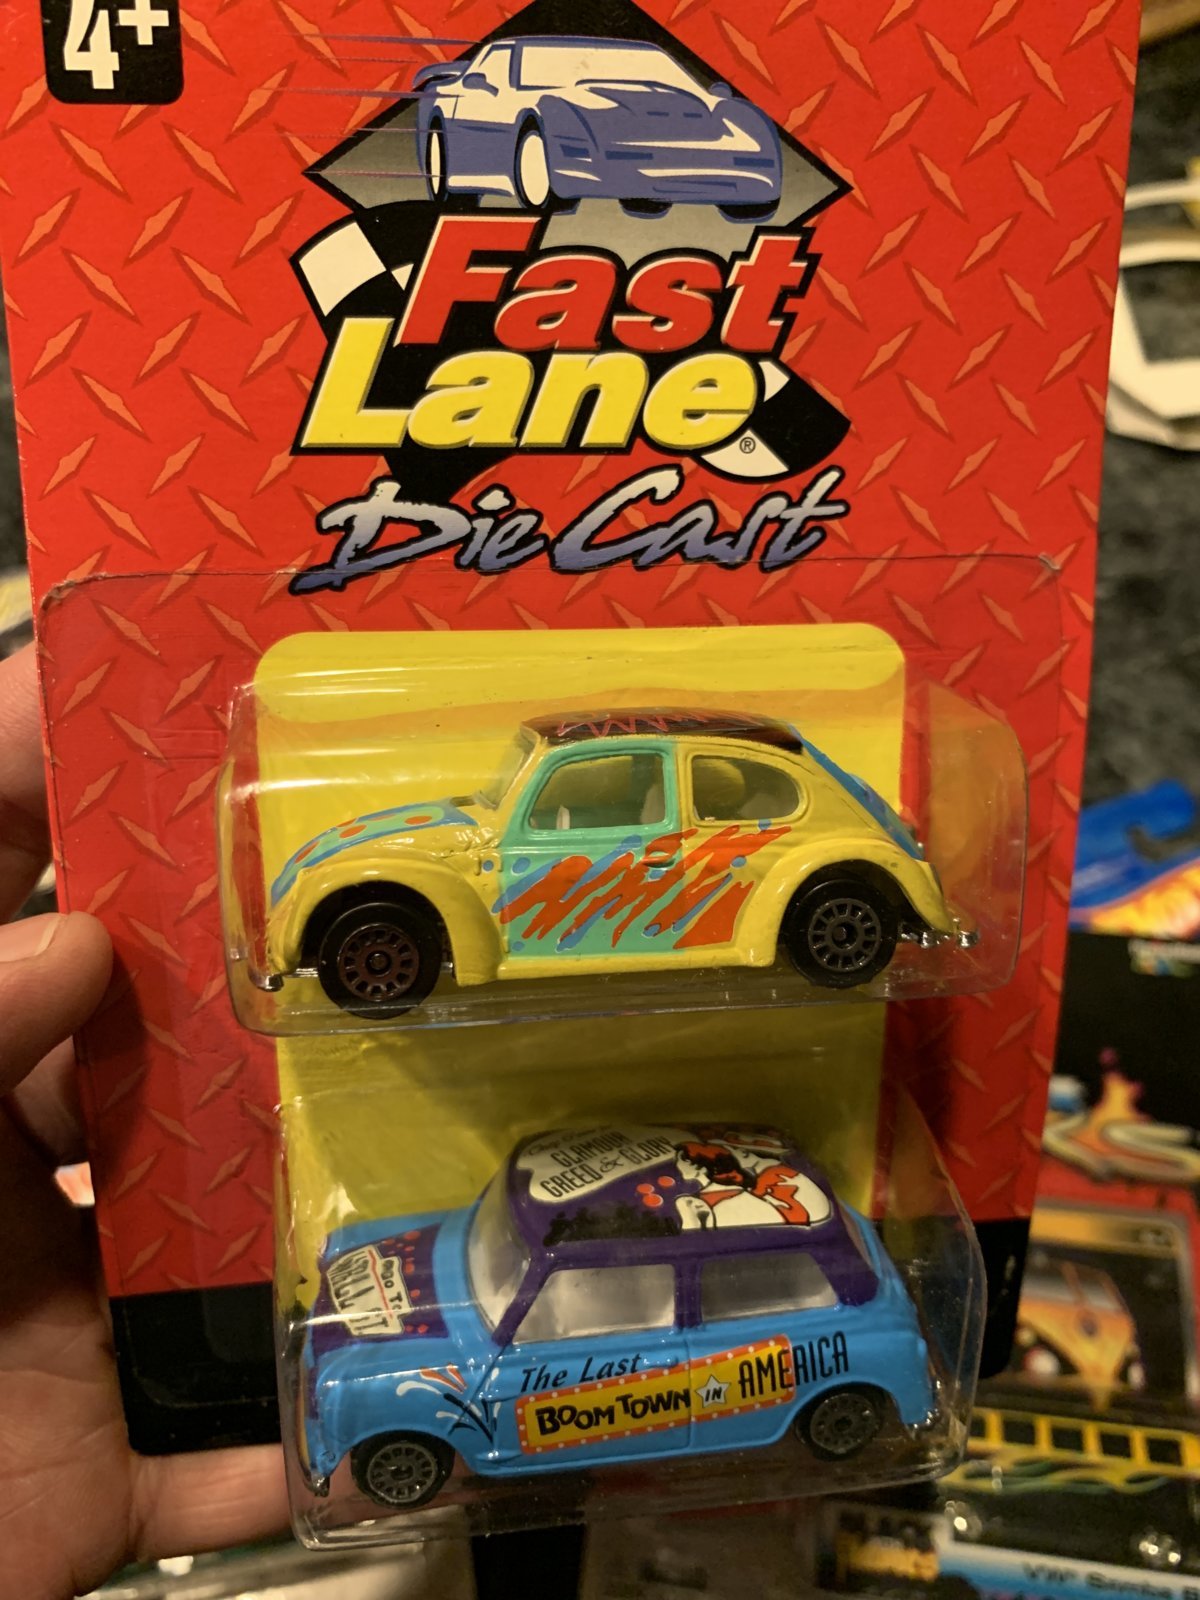 4+
Fast
Lane®
Die Cast
GLAMOUR
GREED & GLORY
The Last
BOOM TOWN IN AMERICA